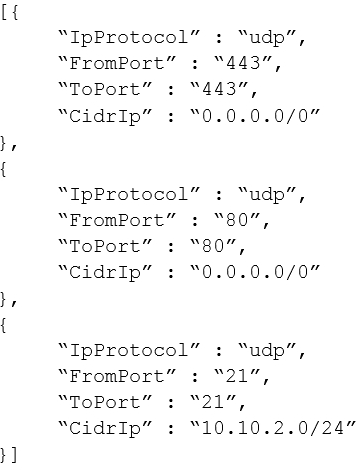 [{
“IpProtocol” : “udp”,
“FromPort” : “443”,
“ToPort” : “443”,
“CidrIp” : “0.0.0.0/0”
},
{
“IpProtocol” : “udp”,
“FromPort” : “80”,
“ToPort” : “80”,
“CidrIp” : “0.0.0.0/0”
},
{
“IpProtocol” : “udp”,
“FromPort” : “21”,
“ToPort” : “21”,
“CidrIp” : “10.10.2.0/24”
}]